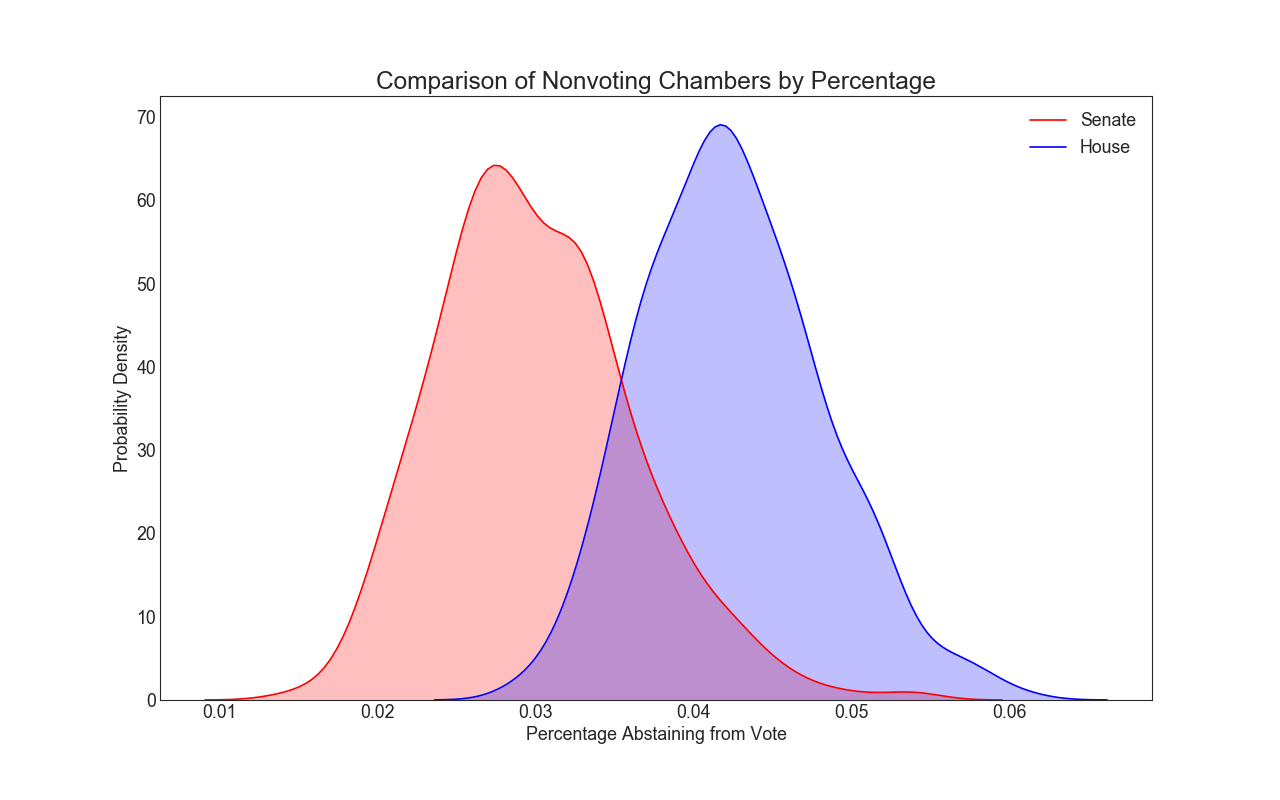 Comparison of Nonvoting Chambers by Percentage
Senate
House
70
60
50
40
30
20
10
0
Probability Density
0.01 0.02 0.03 0.04 0.05 0.06
Percentage Abstaining from Vote